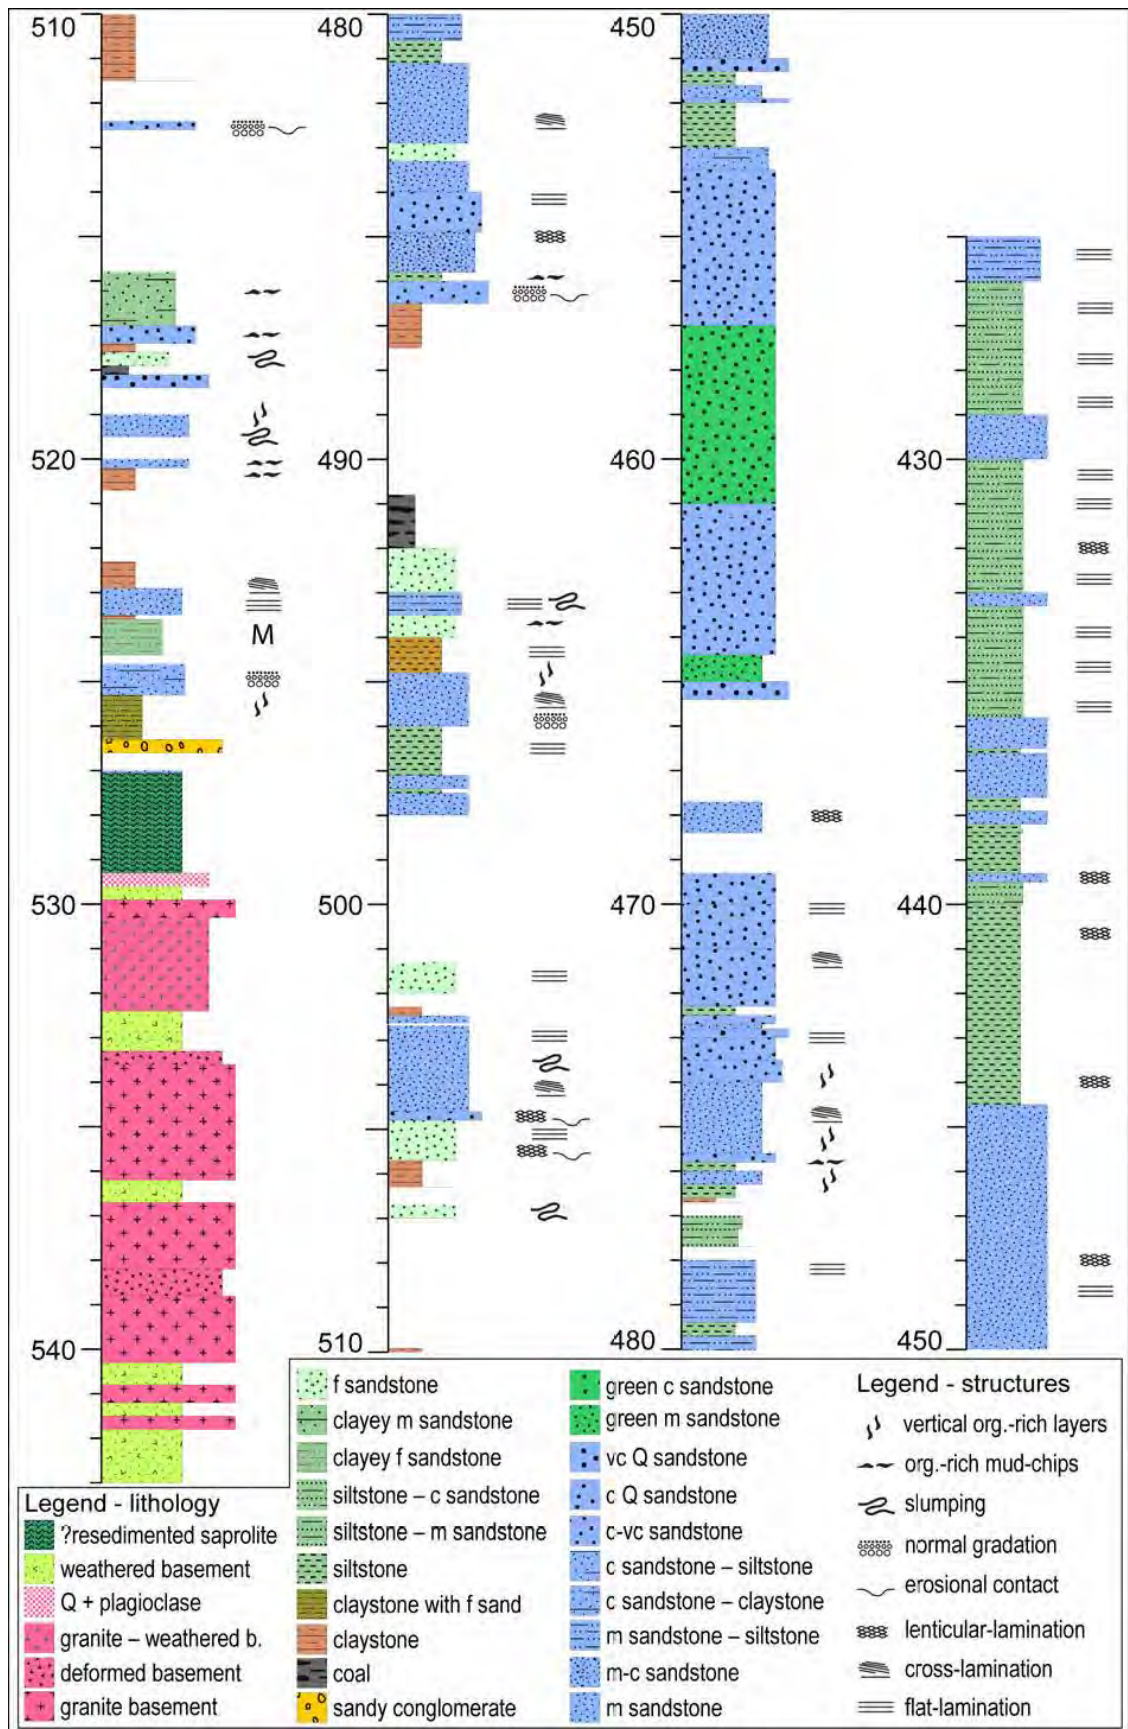 510
480
450
520
490
460
430
M
530
500
470
440
540
510
480
450
Legend - lithology
?resedimented saprolite
weathered basement
Q + plagioclase
granite – weathered b.
deformed basement
granite basement
f sandstone
clayey m sandstone
clayey f sandstone
siltstone – c sandstone
siltstone – m sandstone
siltstone
claystone with f sand
claystone
coal
sandy conglomerate
green c sandstone
green m sandstone
vc Q sandstone
c Q sandstone
c-vc sandstone
c sandstone – siltstone
c sandstone – claystone
m sandstone – siltstone
m-c sandstone
m sandstone
Legend - structures
vertical org.-rich layers
org.-rich mud-chips
slumping
normal gradation
erosional contact
lenticular-lamination
cross-lamination
flat-lamination